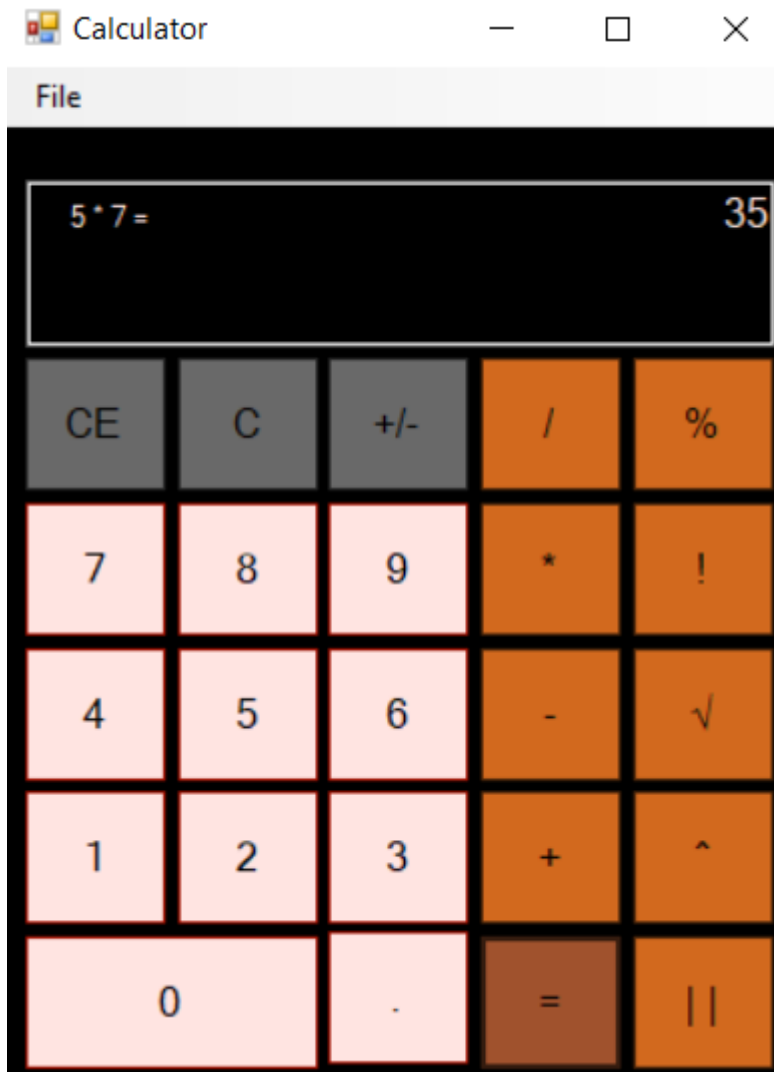 Calculator
File
5 * 7 = 35
CE C +/- / %
7 8 9 * !
4 5 6 - √
1 2 3 + ^
0 . = | |